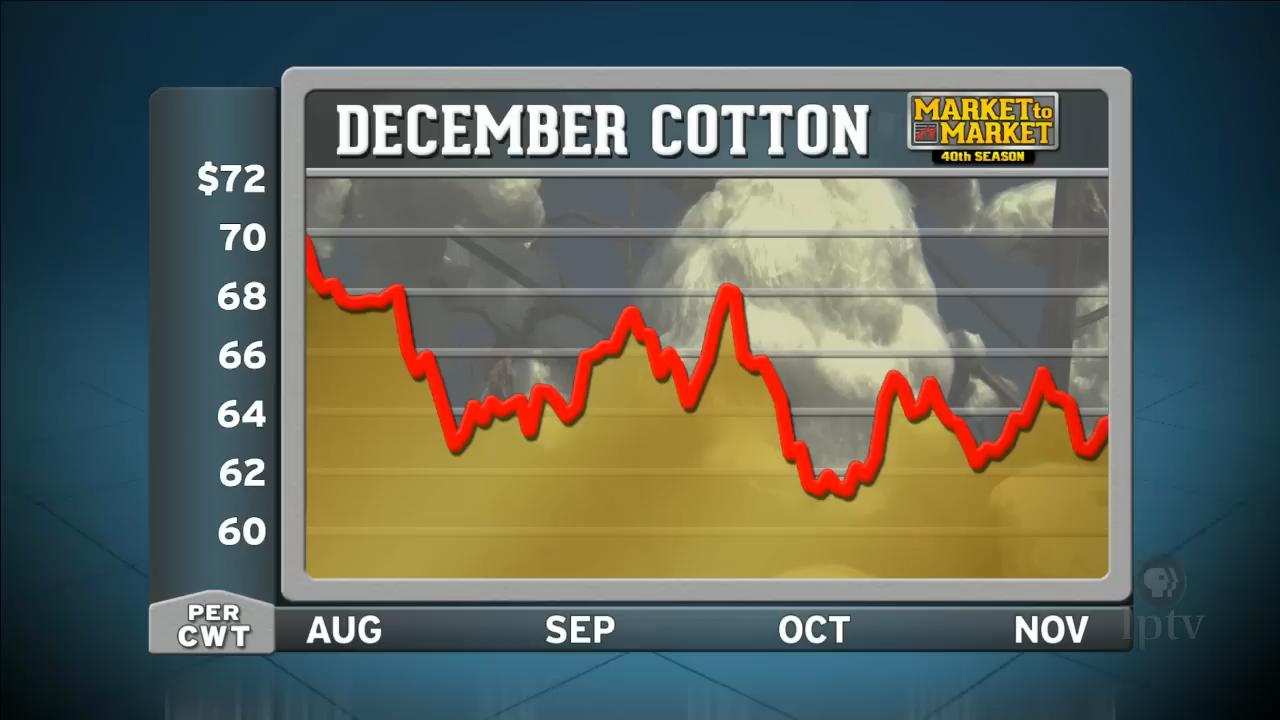 DECEMBER COTTON
MARKET to
MARKET
40th SEASON
$72
70
68
66
64
62
60
PER
CWT
AUG SEP OCT NOV
iptv